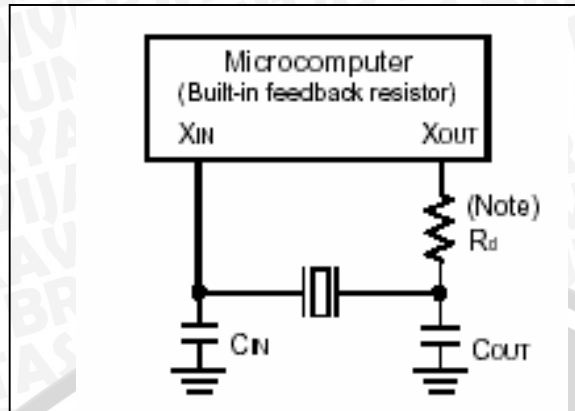 Microcomputer
(Built-in feedback resistor)
XIN XOUT
(Note)
Rd
CIN COUT